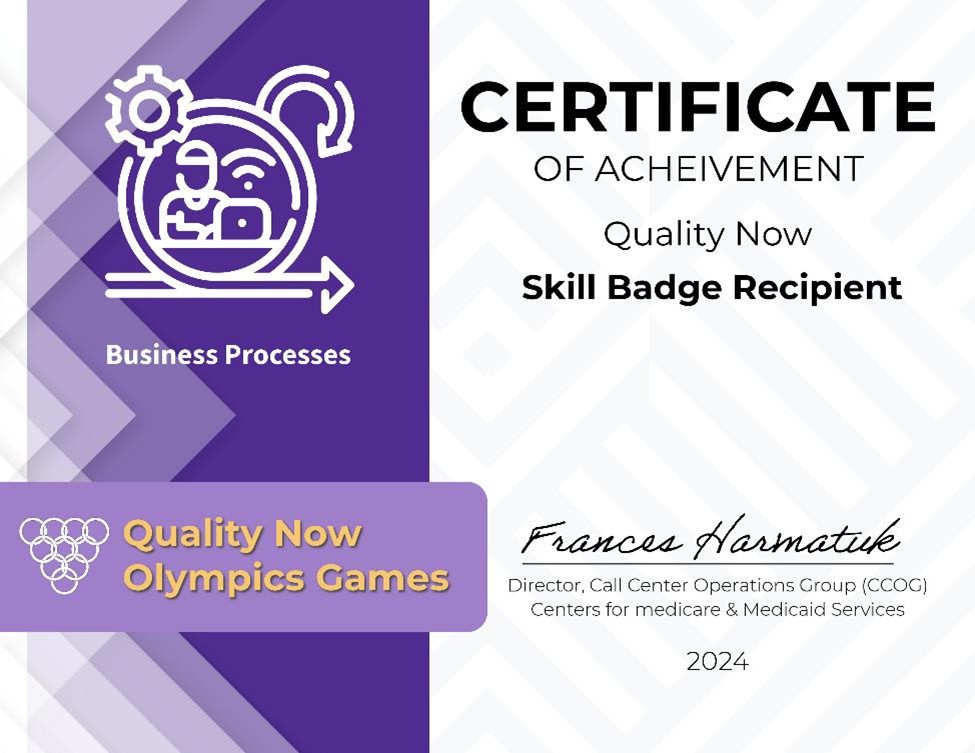 CERTIFICATE
OF ACHEIVEMENT
Quality Now
Skill Badge Recipient
Business Processes
Quality Now
Olympics Games
Frances Harmatuk
Director, Call Center Operations Group (CCOG)
Centers for medicare & Medicaid Services
2024